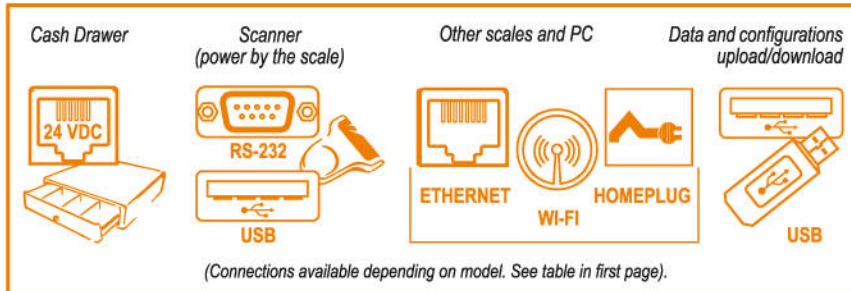 Cash Drawer
Scanner
(power by the scale)
Other scales and PC
Data and configurations
upload/download
24 VDC
RS-232
USB
ETHERNET
WI-FI
HOMEPLUG
USB
(Connections available depending on model. See table in first page).